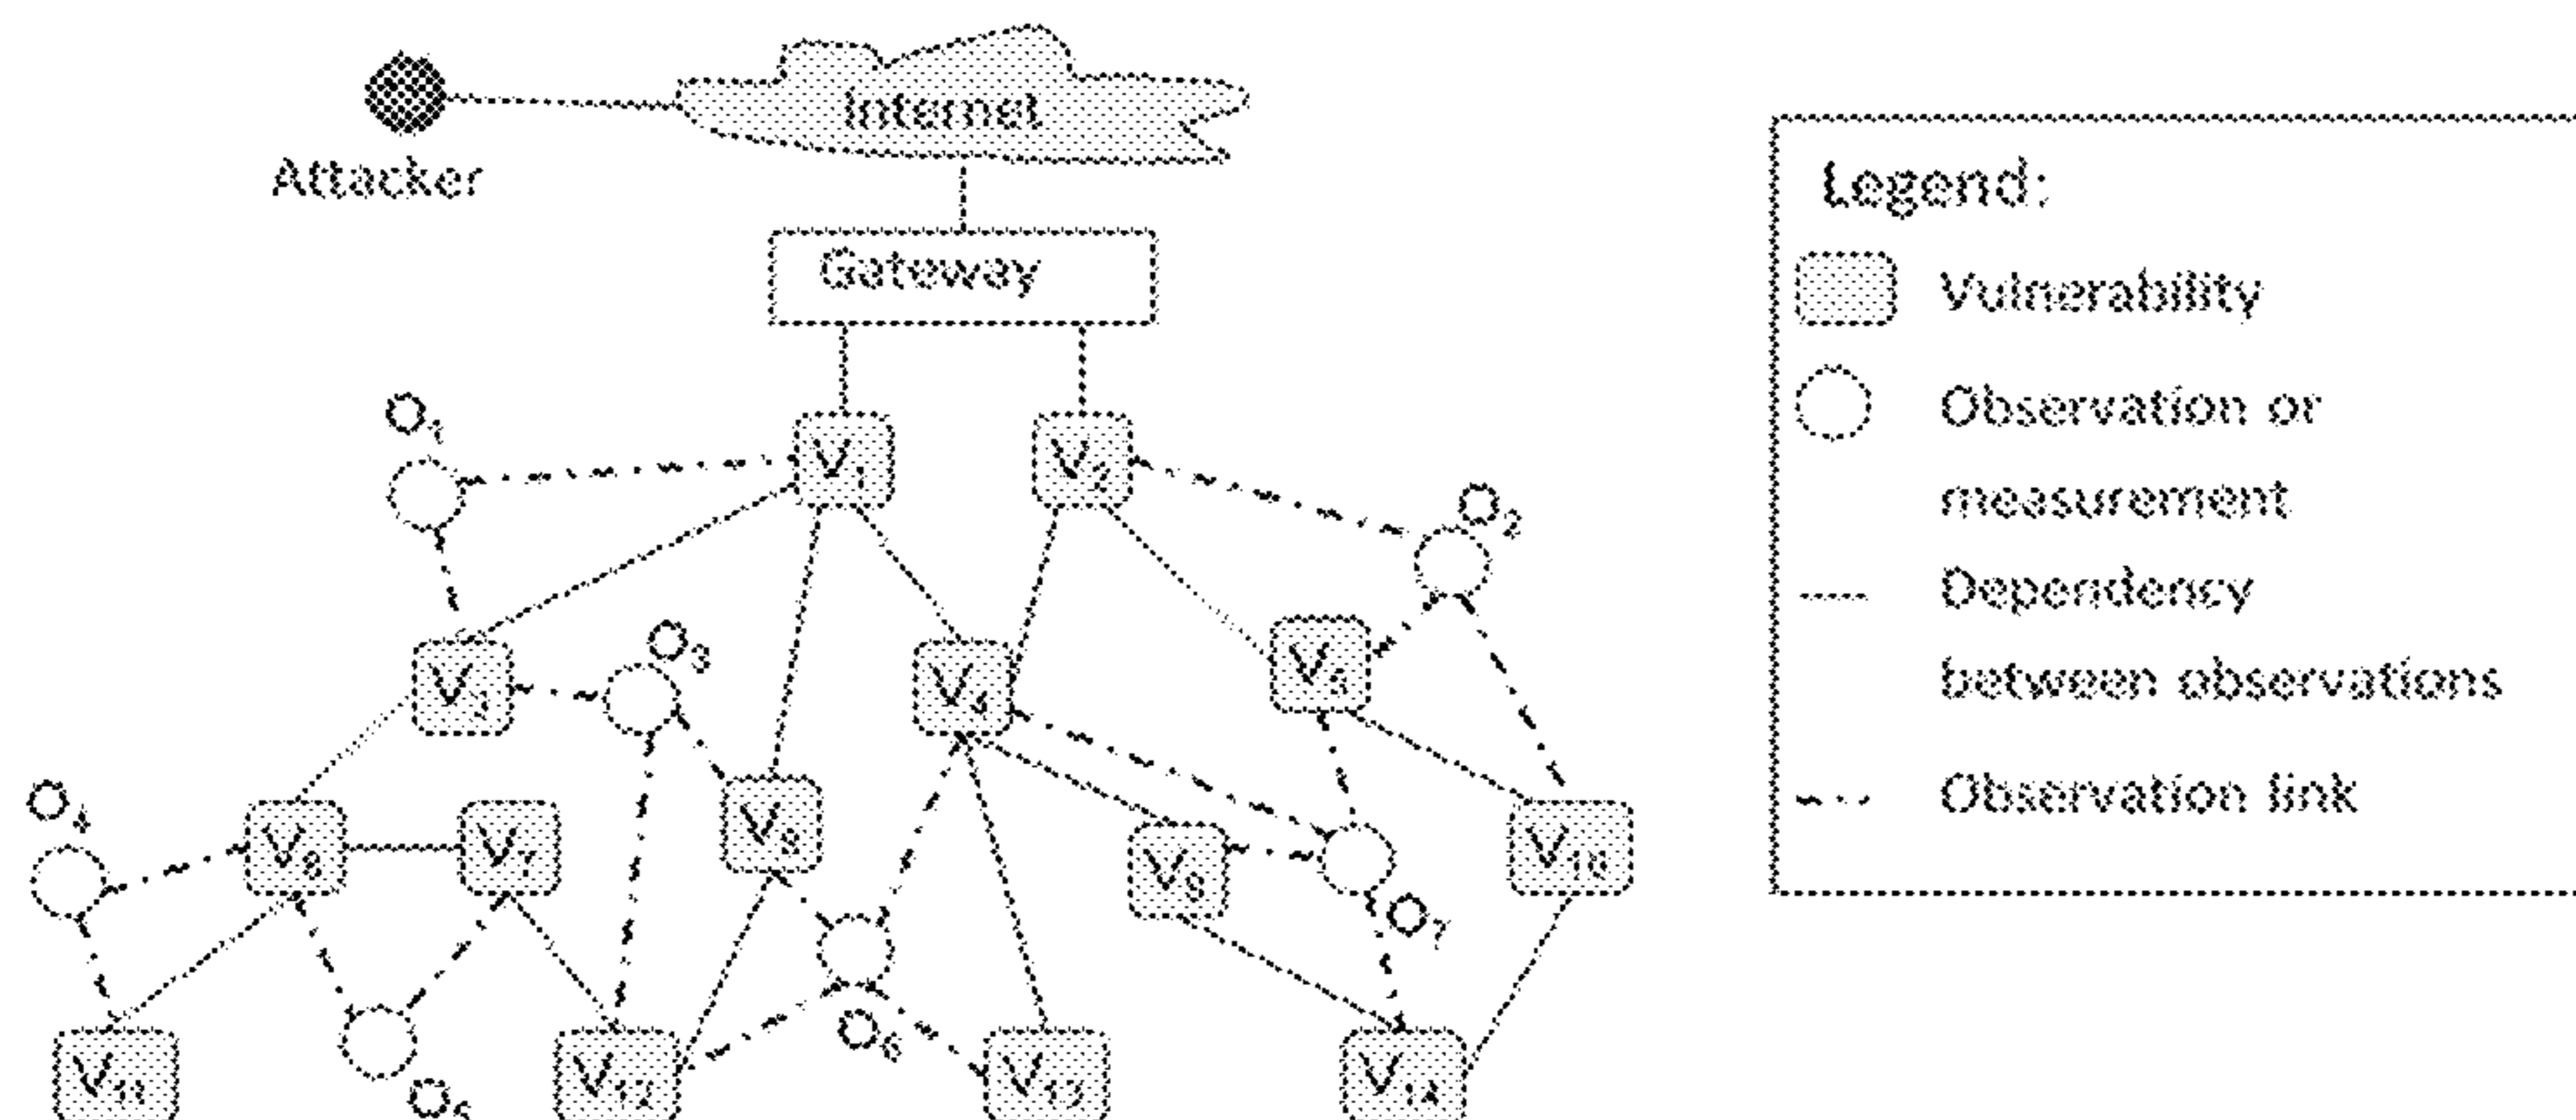 Internet
Attacker
Gateway
O₁
V₁
V₂
O₂
O₃
V₃
V₄
V₅
O₄
V₆
V₇
V₈
V₉
V₁₀
O₇
O₆
V₁₁
O₅
V₁₂
V₁₃
V₁₄
Legend:
Vulnerability
Observation or
measurement
Dependency
between observations
Observation link